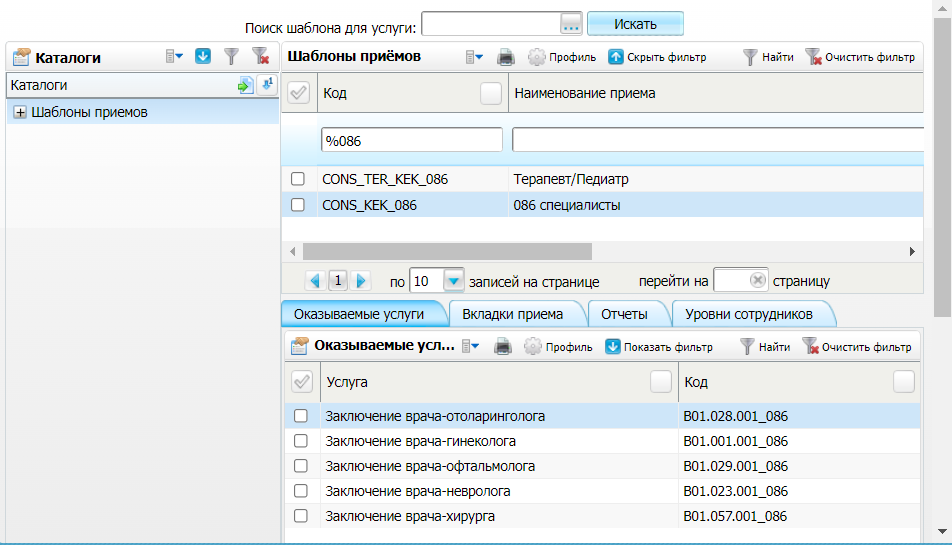 Поиск шаблона для услуги: ... Искать
Каталоги
Каталоги
Шаблоны приемов
Шаблоны приёмов Профиль Скрыть фильтр Найти Очистить фильтр
Код Наименование приема
%086
CONS_TER_KEK_086 Терапевт/Педиатр
CONS_KEK_086 086 специалисты
1 по 10 записей на странице перейти на страницу
Оказываемые услуги Вкладки приема Отчеты Уровни сотрудников
Оказываемые усл... Профиль Показать фильтр Найти Очистить фильтр
Услуга Код
Заключение врача-отоларинголога B01.028.001_086
Заключение врача-гинеколога B01.001.001_086
Заключение врача-офтальмолога B01.029.001_086
Заключение врача-невролога B01.023.001_086
Заключение врача-хирурга B01.057.001_086